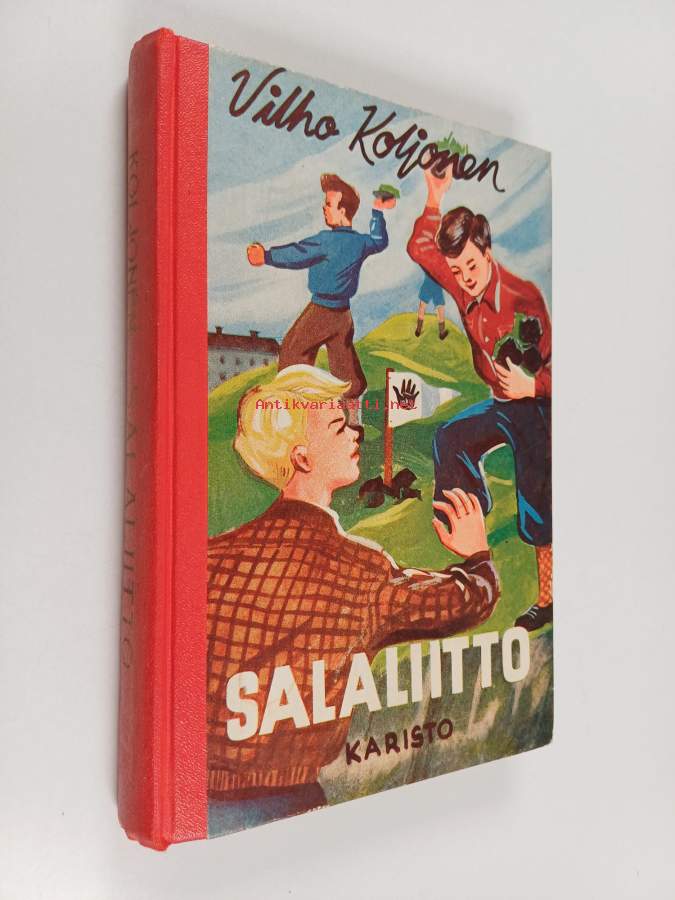 Vilho Koljonen
Antikvariaatti.net
SALALIITTO
KARISTO
KOLJONEN SALALIITTO